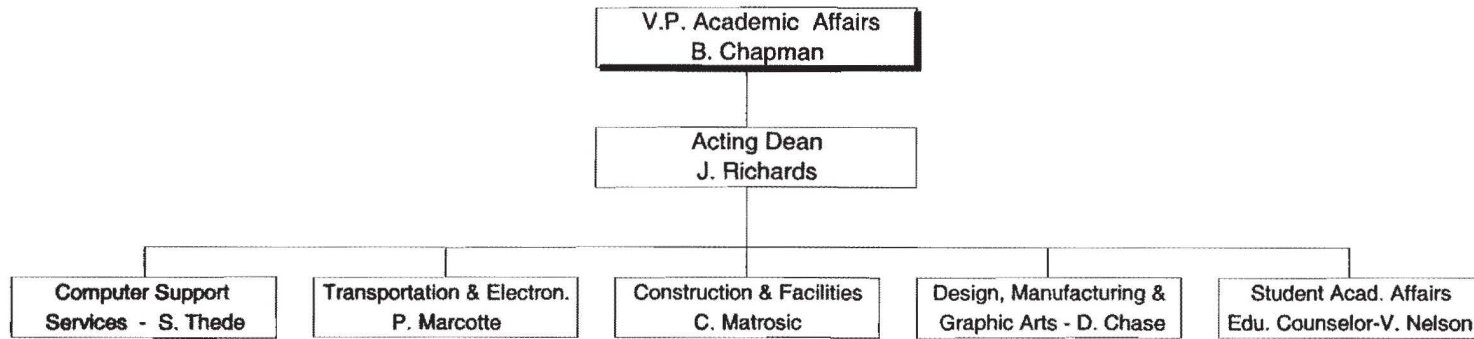 V.P. Academic Affairs
B. Chapman
Acting Dean
J. Richards
Computer Support
Services - S. Thede
Transportation & Electron.
P. Marcotte
Construction & Facilities
C. Matrosic
Design, Manufacturing &
Graphic Arts - D. Chase
Student Acad. Affairs
Edu. Counselor-V. Nelson